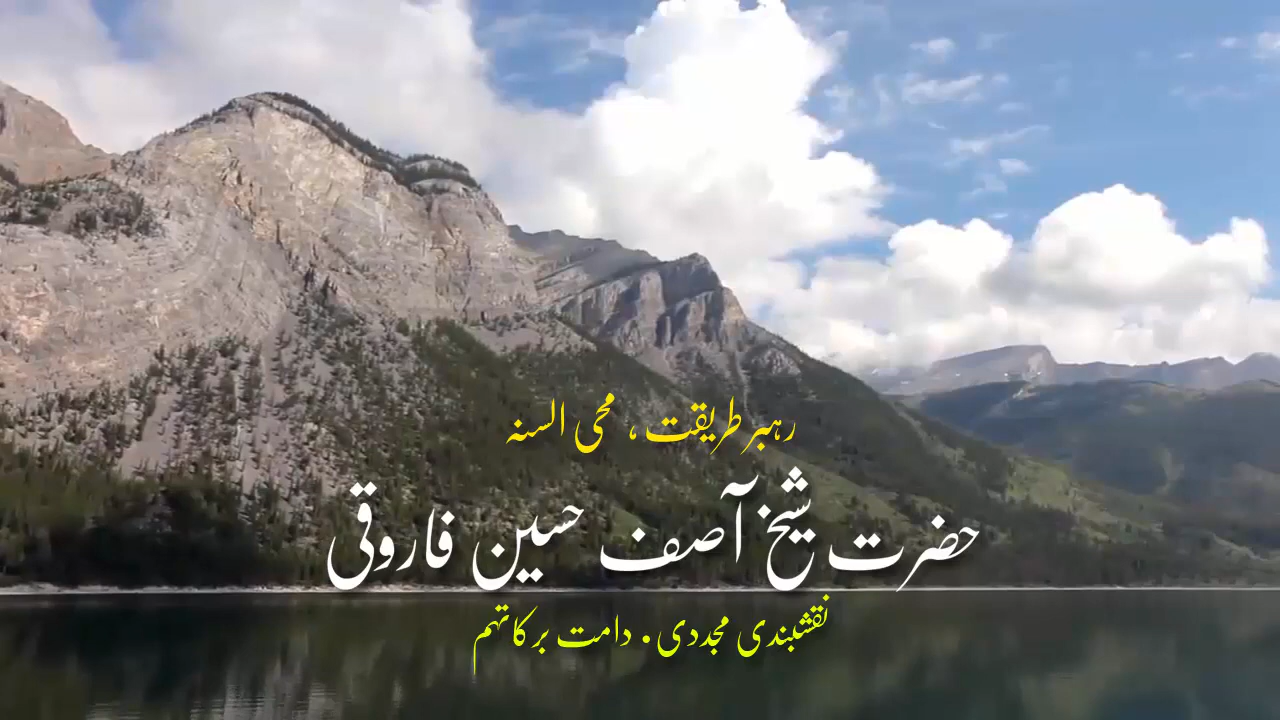 رہبر طریقت، محی السنہ
حضرت شیخ آصف حسین فاروقی
نقشبندی مجددی۔ دامت برکاتہم